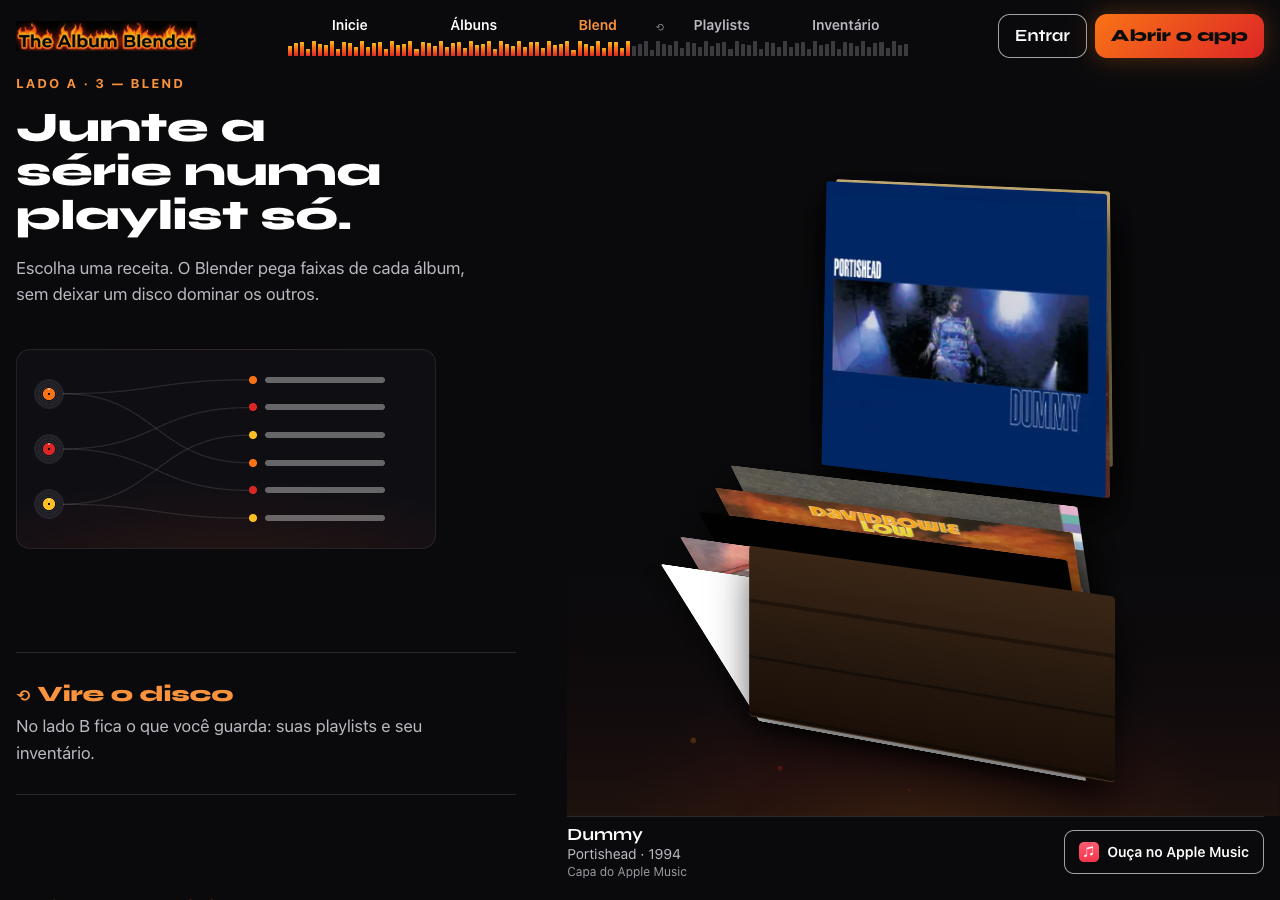 The Album Blender
Inicie
Álbuns
Blend
Playlists
Inventário
Entrar
Abrir o app
LADO A · 3 — BLEND
Junte a
série numa
playlist só.
Escolha uma receita. O Blender pega faixas de cada álbum,
sem deixar um disco dominar os outros.
PORTISHEAD
DUMMY
DAVID BOWIE
LOW
⟲ Vire o disco
No lado B fica o que você guarda: suas playlists e seu
inventário.
Dummy
Portishead · 1994
Capa do Apple Music
Ouça no Apple Music